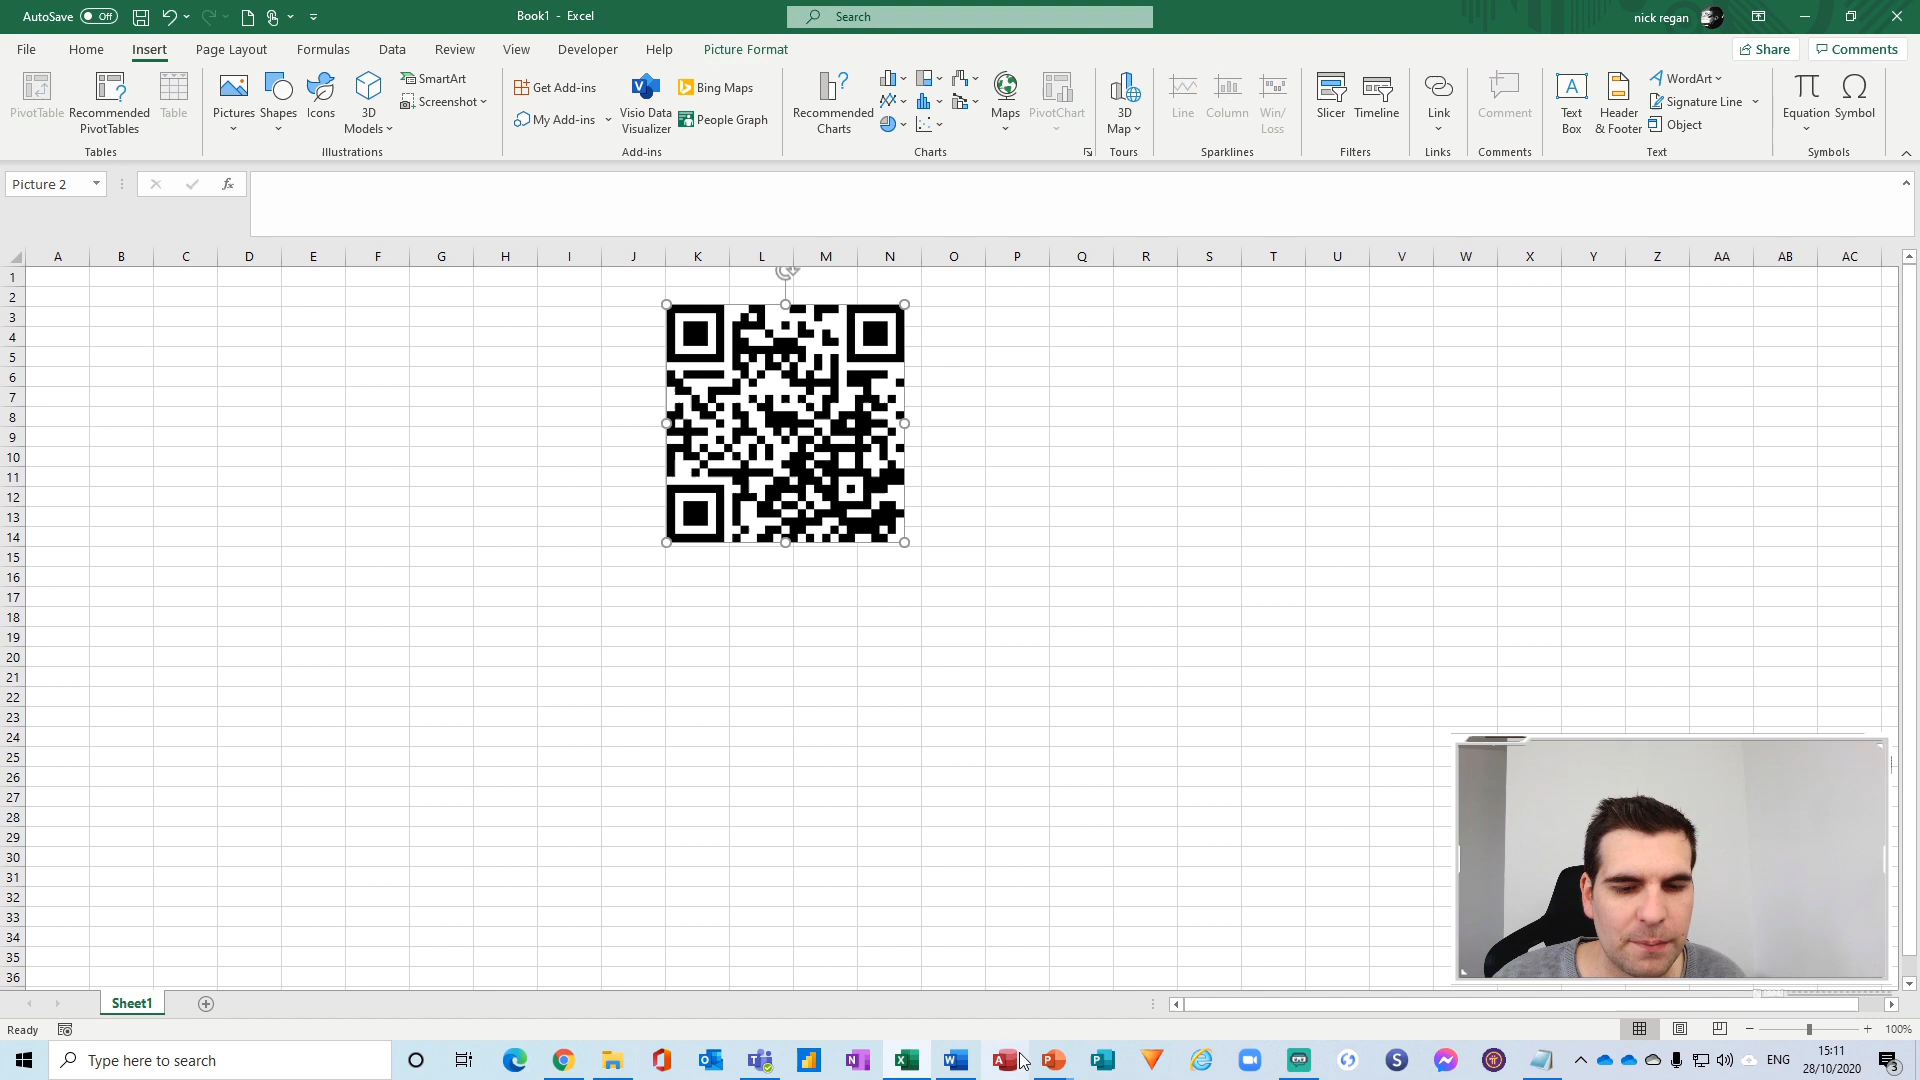 AutoSave Off Book1 - Excel Search nick regan
File Home Insert Page Layout Formulas Data Review View Developer Help Picture Format Share Comments
PivotTable Recommended PivotTables Table
Tables
Pictures Shapes Icons 3D Models SmartArt Screenshot
Illustrations
Get Add-ins My Add-ins Visio Data Visualizer Bing Maps People Graph
Add-ins
Recommended Charts Maps PivotChart
Charts
3D Map
Tours
Line Column Win/ Loss
Sparklines
Slicer Timeline
Filters
Link
Links
Comment
Comments
Text Box Header & Footer WordArt Signature Line Object
Text
Equation Symbol
Symbols
Picture 2 fx
A B C D E F G H I J K L M N O P Q R S T U V W X Y Z AA AB AC
1
2
3
4
5
6
7
8
9
10
11
12
13
14
15
16
17
18
19
20
21
22
23
24
25
26
27
28
29
30
31
32
33
34
35
36
Sheet1
Ready 100%
Type here to search ENG 15:11
28/10/2020 3